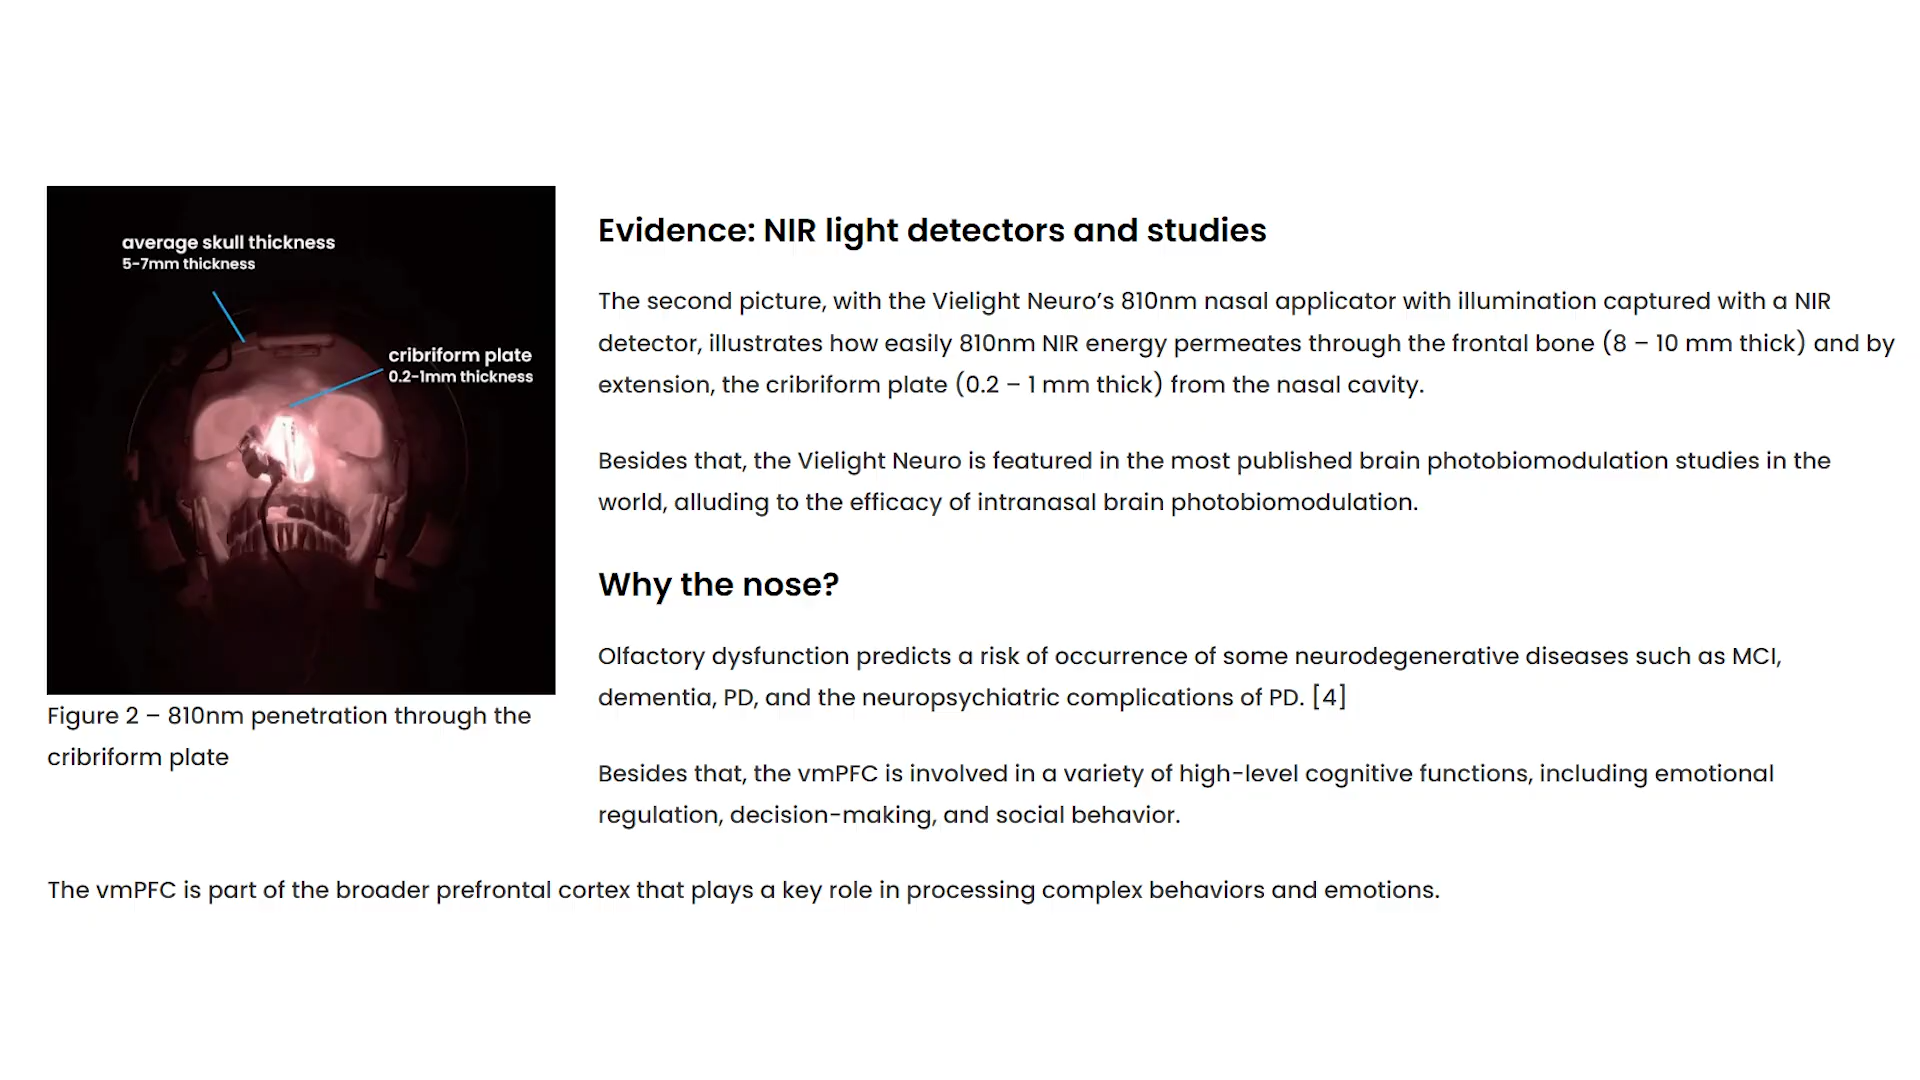 average skull thickness
5-7mm thickness
cribriform plate
0.2-1mm thickness
Figure 2 – 810nm penetration through the
cribriform plate
Evidence: NIR light detectors and studies
The second picture, with the Vielight Neuro’s 810nm nasal applicator with illumination captured with a NIR
detector, illustrates how easily 810nm NIR energy permeates through the frontal bone (8 – 10 mm thick) and by
extension, the cribriform plate (0.2 – 1 mm thick) from the nasal cavity.
Besides that, the Vielight Neuro is featured in the most published brain photobiomodulation studies in the
world, alluding to the efficacy of intranasal brain photobiomodulation.
Why the nose?
Olfactory dysfunction predicts a risk of occurrence of some neurodegenerative diseases such as MCI,
dementia, PD, and the neuropsychiatric complications of PD. [4]
Besides that, the vmPFC is involved in a variety of high-level cognitive functions, including emotional
regulation, decision-making, and social behavior.
The vmPFC is part of the broader prefrontal cortex that plays a key role in processing complex behaviors and emotions.